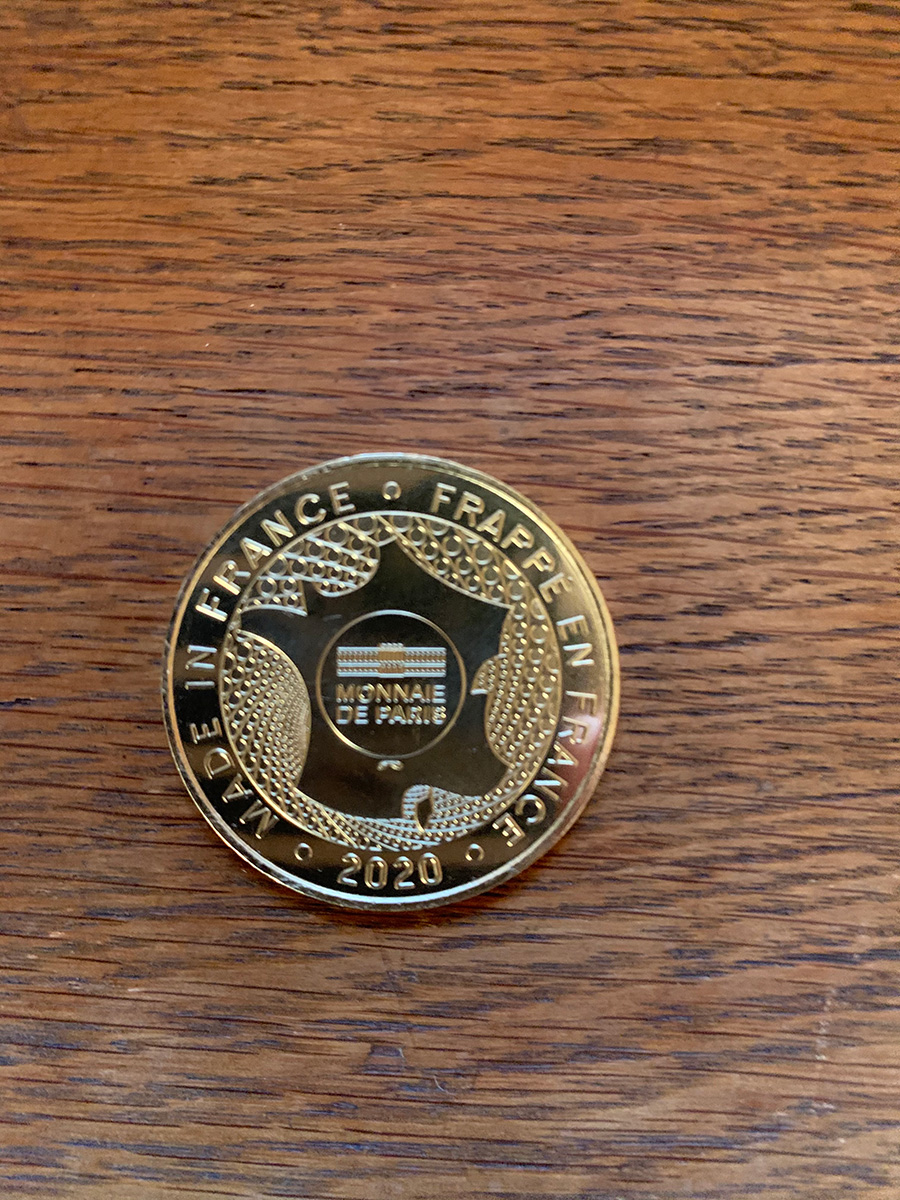 MADE IN FRANCE
FRAPPÉ EN FRANCE
MONNAIE
DE PARIS
2020